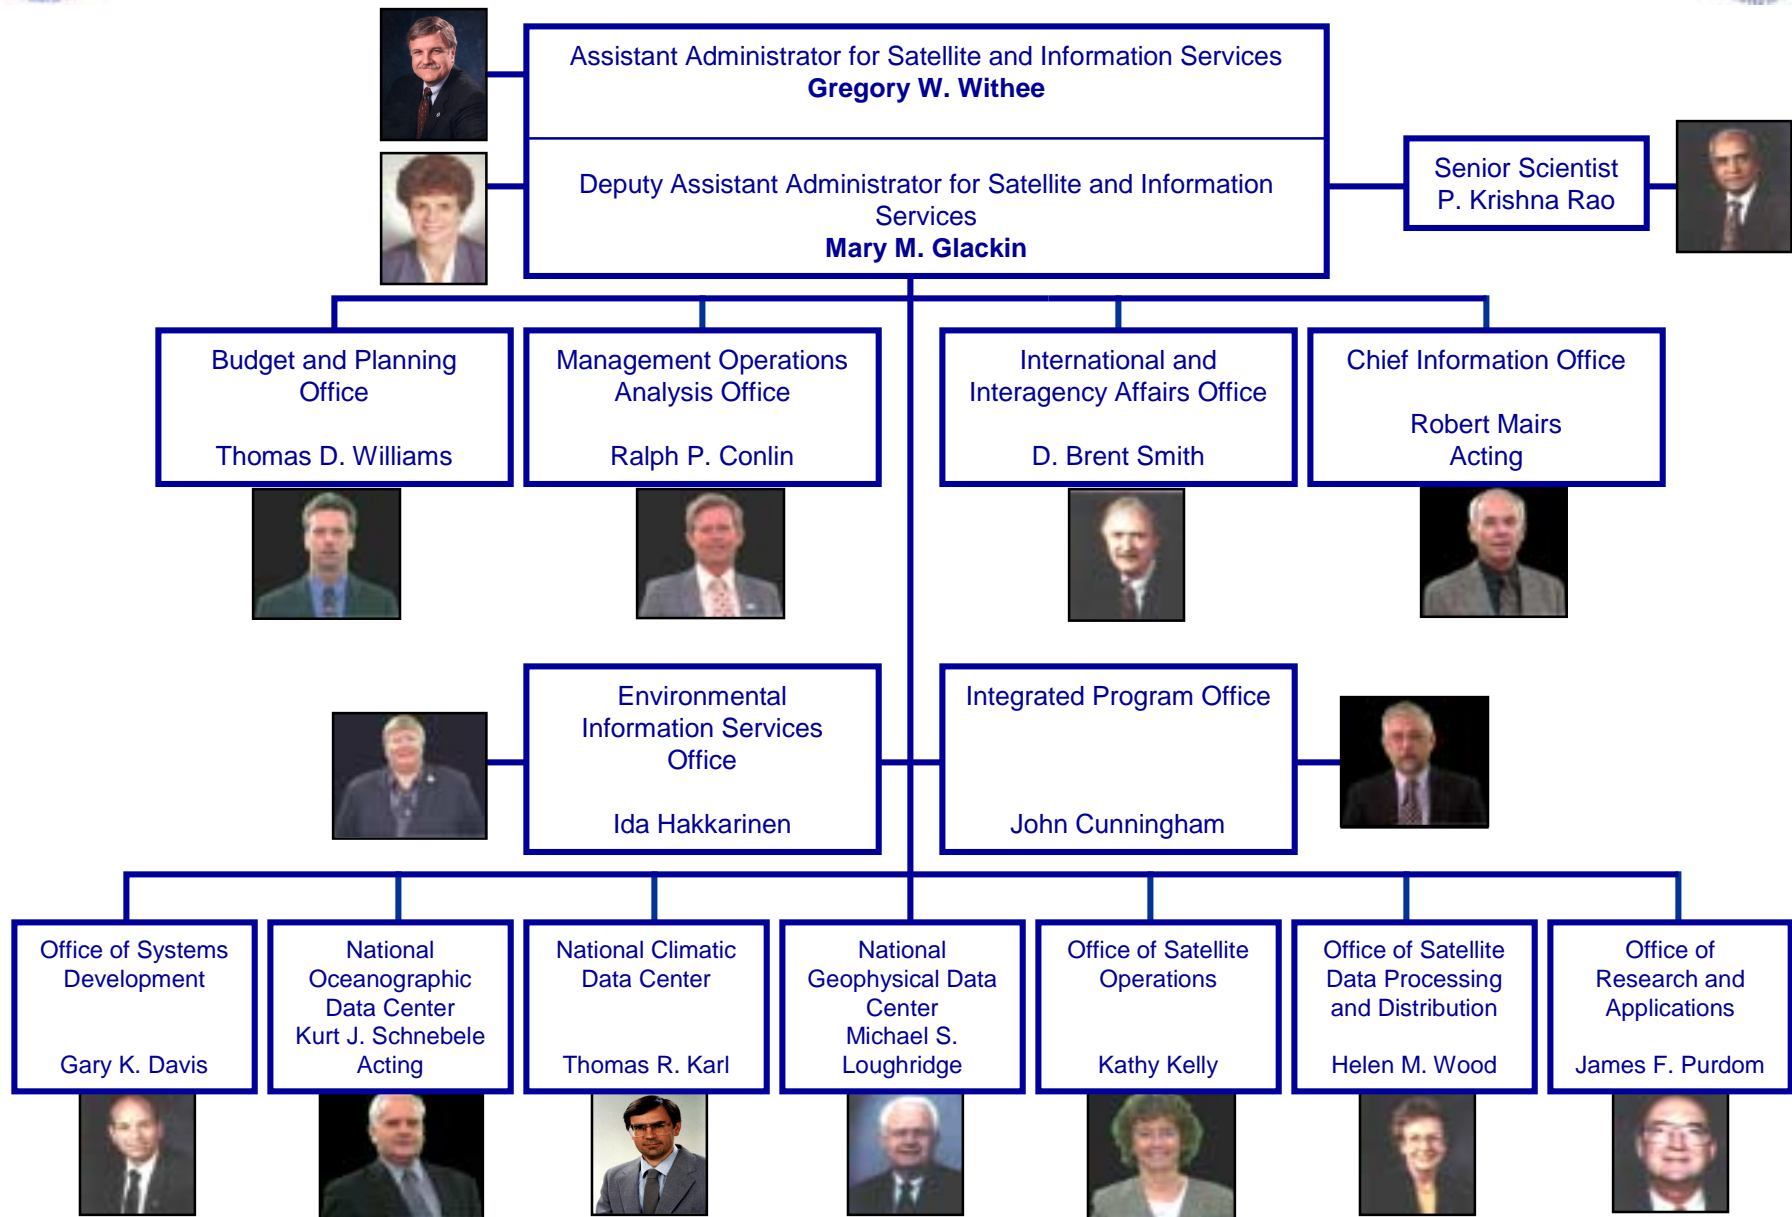 Assistant Administrator for Satellite and Information Services
Gregory W. Withee
Deputy Assistant Administrator for Satellite and Information
Services
Mary M. Glackin
Senior Scientist
P. Krishna Rao
Budget and Planning
Office
Thomas D. Williams
Management Operations
Analysis Office
Ralph P. Conlin
International and
Interagency Affairs Office
D. Brent Smith
Chief Information Office
Robert Mairs
Acting
Environmental
Information Services
Office
Ida Hakkarinen
Integrated Program Office
John Cunningham
Office of Systems
Development
Gary K. Davis
National
Oceanographic
Data Center
Kurt J. Schnebele
Acting
National Climatic
Data Center
Thomas R. Karl
National
Geophysical Data
Center
Michael S.
Loughridge
Office of Satellite
Operations
Kathy Kelly
Office of Satellite
Data Processing
and Distribution
Helen M. Wood
Office of
Research and
Applications
James F. Purdom